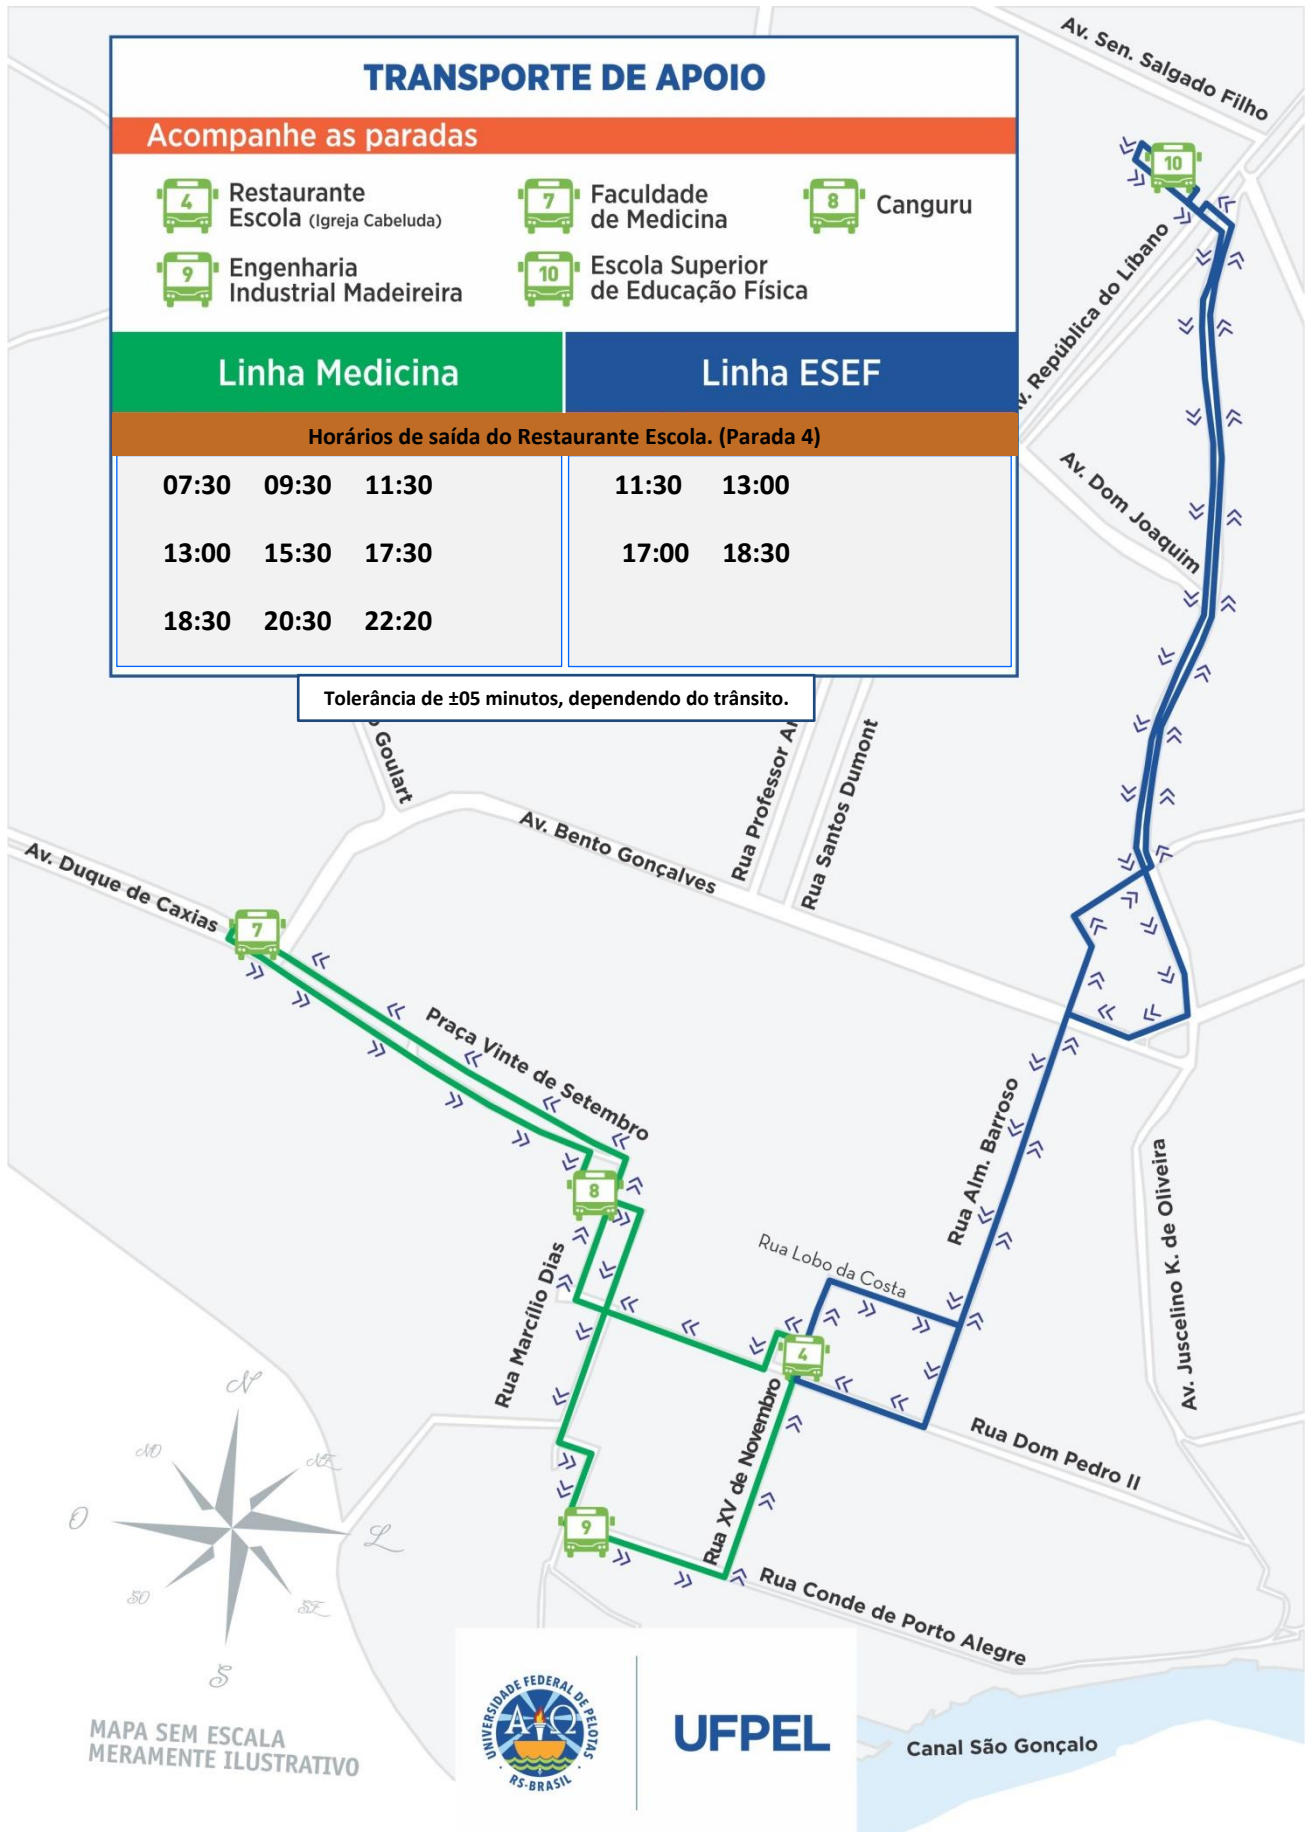 TRANSPORTE DE APOIO
Acompanhe as paradas
4
Restaurante
Escola (Igreja Cabeluda)
7
Faculdade
de Medicina
8
Canguru
9
Engenharia
Industrial Madeireira
10
Escola Superior
de Educação Física
Linha Medicina
Linha ESEF
Horários de saída do Restaurante Escola. (Parada 4)
07:30 09:30 11:30
13:00 15:30 17:30
18:30 20:30 22:20
11:30 13:00
17:00 18:30
Tolerância de ±05 minutos, dependendo do trânsito.
Av. Sen. Salgado Filho
10
Av. República do Líbano
Av. Dom Joaquim
Goulart
Av. Bento Gonçalves
Rua Professor
Rua Santos Dumont
Av. Duque de Caxias
7
Praça Vinte de Setembro
8
Rua Alm. Barroso
Av. Juscelino K. de Oliveira
Rua Lobo da Costa
Rua Marcílio Dias
4
Rua XV de Novembro
Rua Dom Pedro II
9
Rua Conde de Porto Alegre
N
NO
NE
O
L
SO
SE
S
MAPA SEM ESCALA
MERAMENTE ILUSTRATIVO
UNIVERSIDADE FEDERAL DE PELOTAS
ΑΩ
RS-BRASIL
UFPEL
Canal São Gonçalo